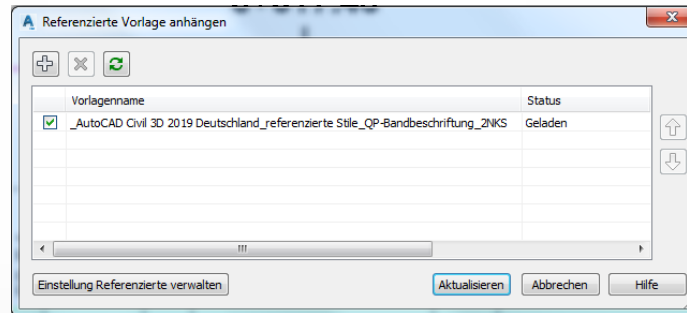 Referenzierte Vorlage anhängen
Vorlagenname Status
_AutoCAD Civil 3D 2019 Deutschland_referenzierte Stile_QP-Bandbeschriftung_2NKS Geladen
Einstellung Referenzierte verwalten Aktualisieren Abbrechen Hilfe